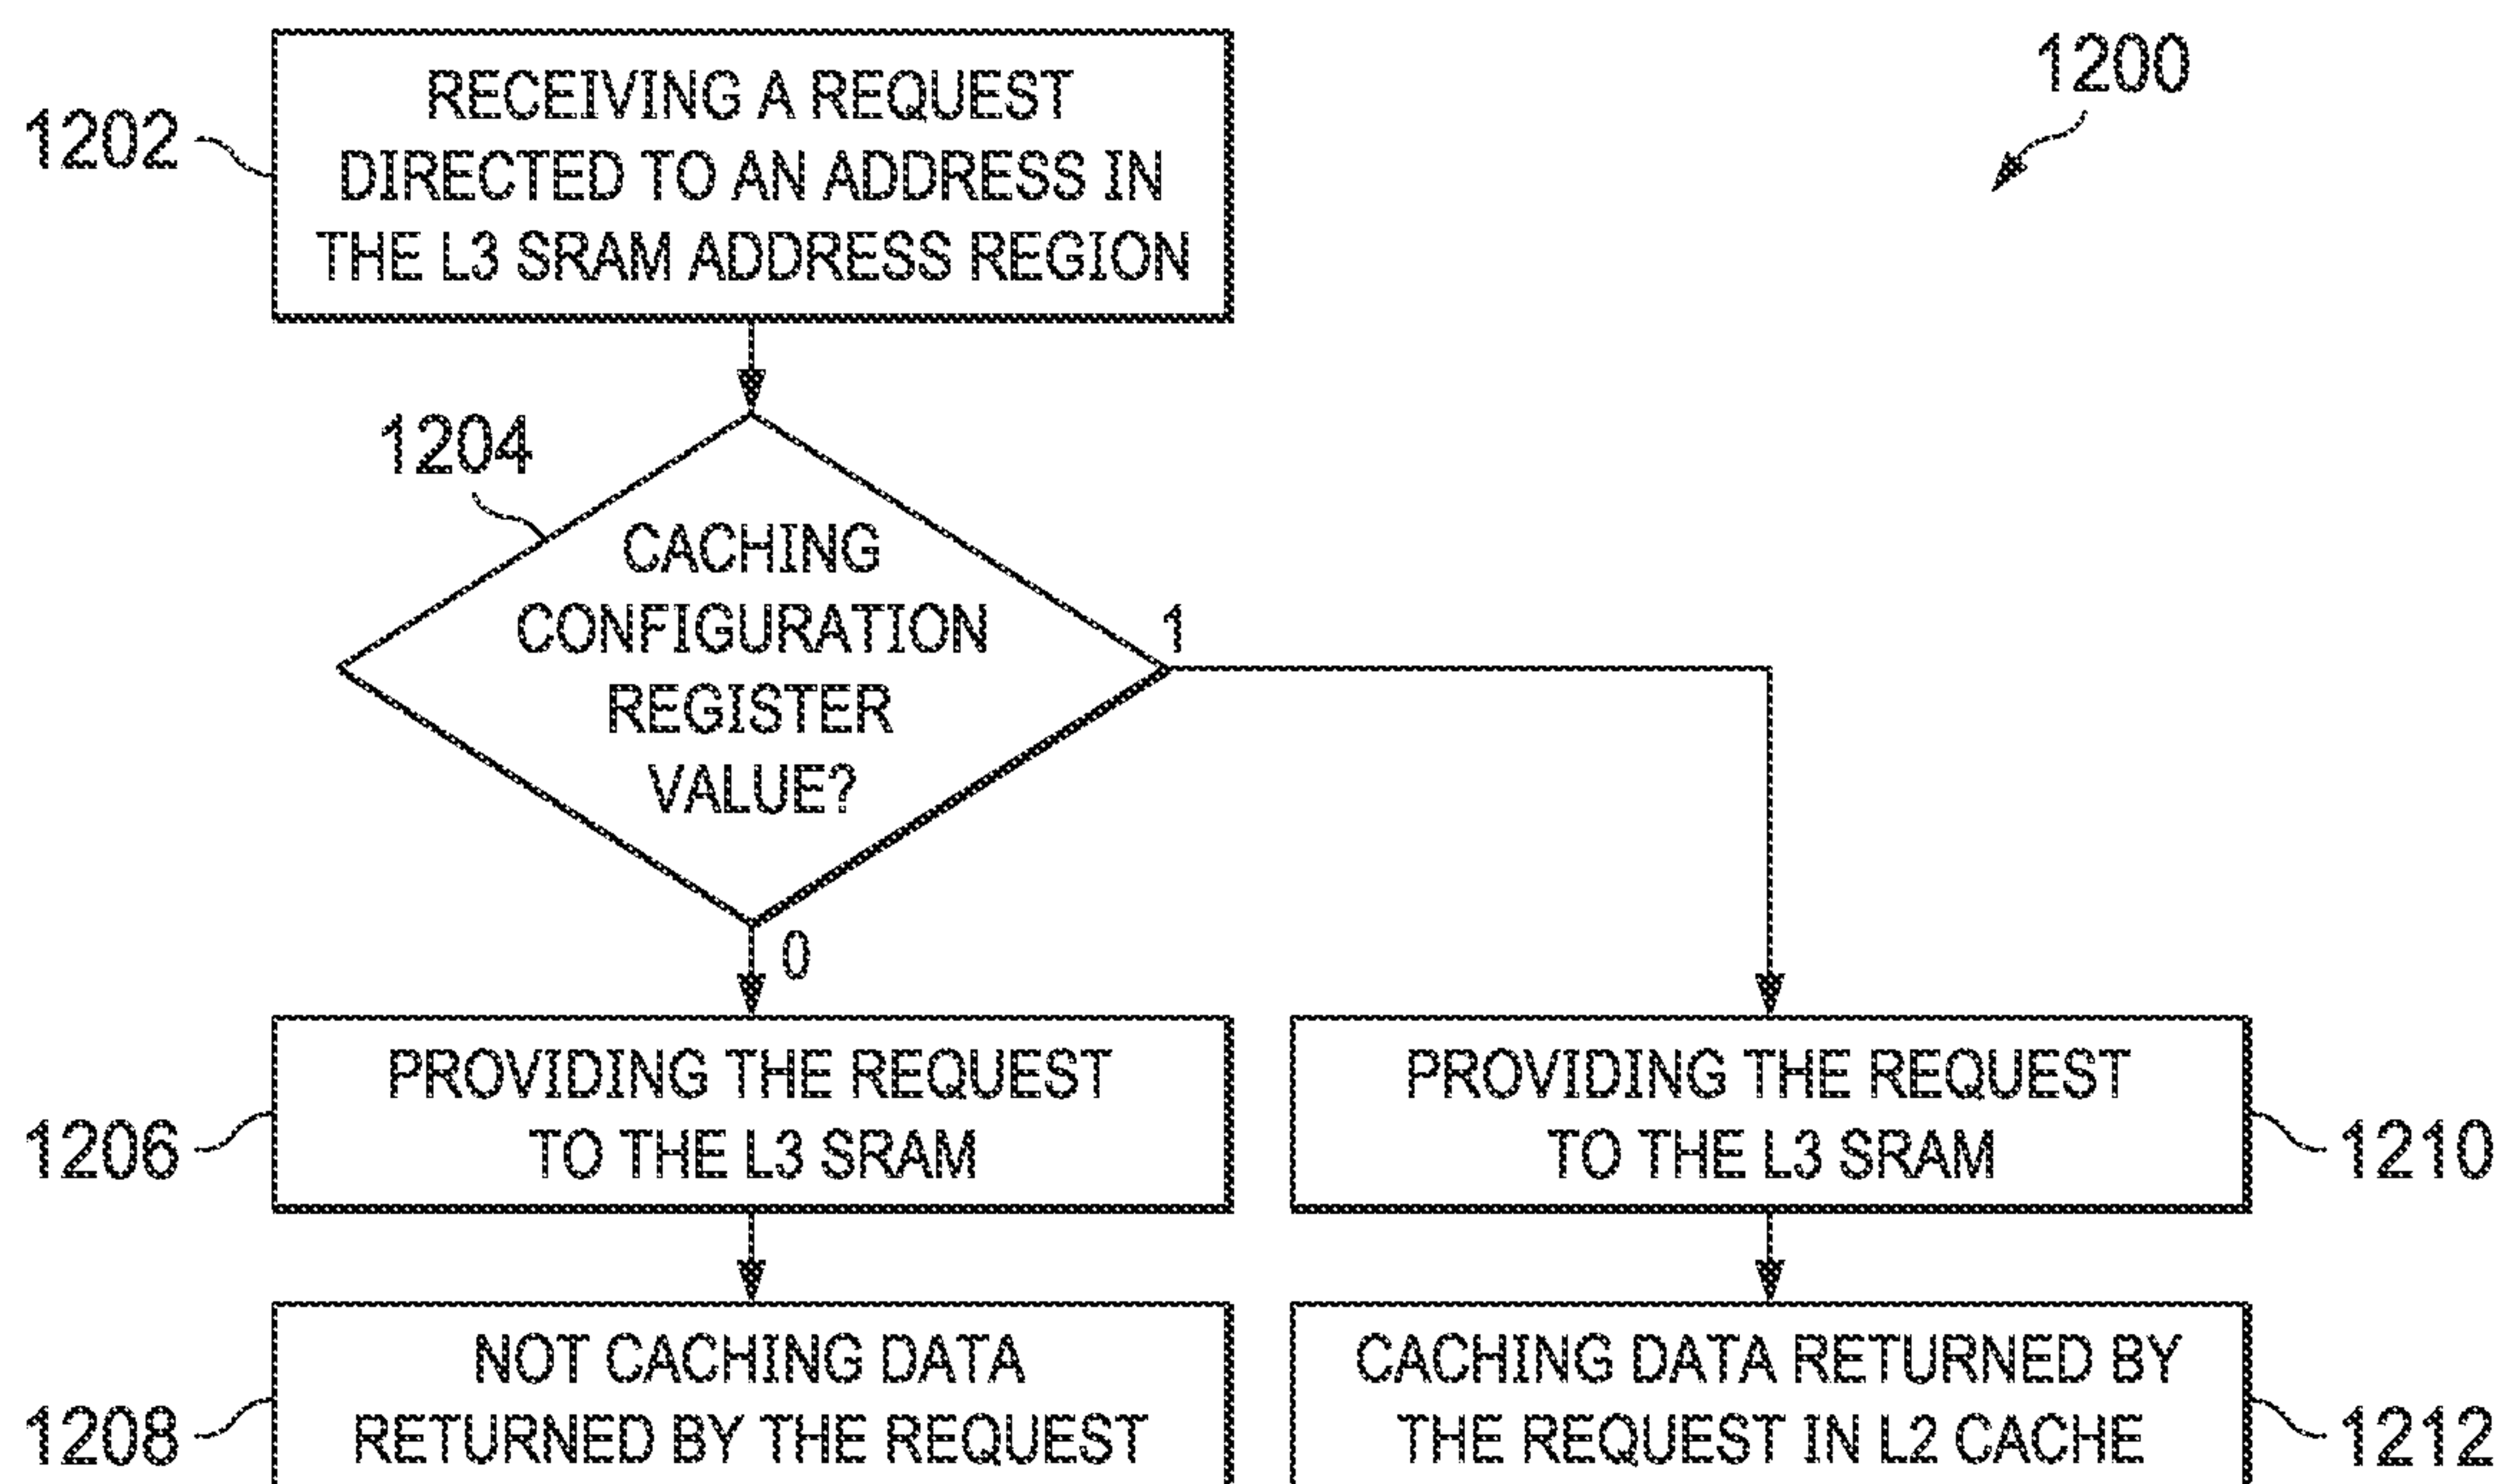 1200
1202
RECEIVING A REQUEST
DIRECTED TO AN ADDRESS IN
THE L3 SRAM ADDRESS REGION
1204
CACHING
CONFIGURATION
REGISTER
VALUE?
1
0
1206
PROVIDING THE REQUEST
TO THE L3 SRAM
PROVIDING THE REQUEST
TO THE L3 SRAM
1210
1208
NOT CACHING DATA
RETURNED BY THE REQUEST
CACHING DATA RETURNED BY
THE REQUEST IN L2 CACHE
1212